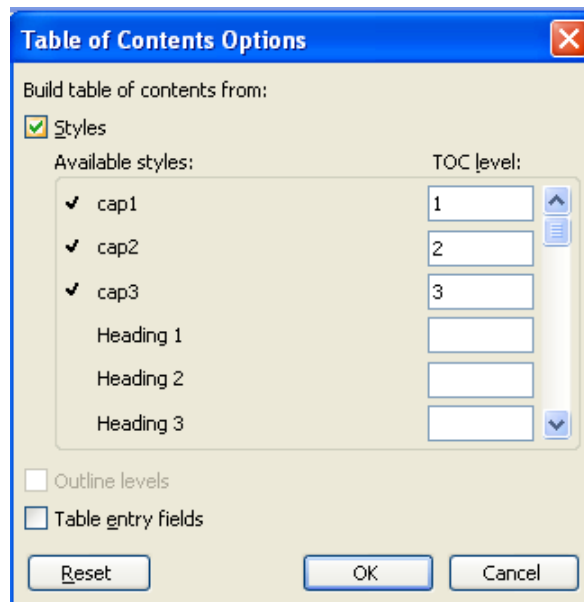 Table of Contents Options
Build table of contents from:
Styles
Available styles: TOC level:
cap1 1
cap2 2
cap3 3
Heading 1
Heading 2
Heading 3
Outline levels
Table entry fields
Reset OK Cancel